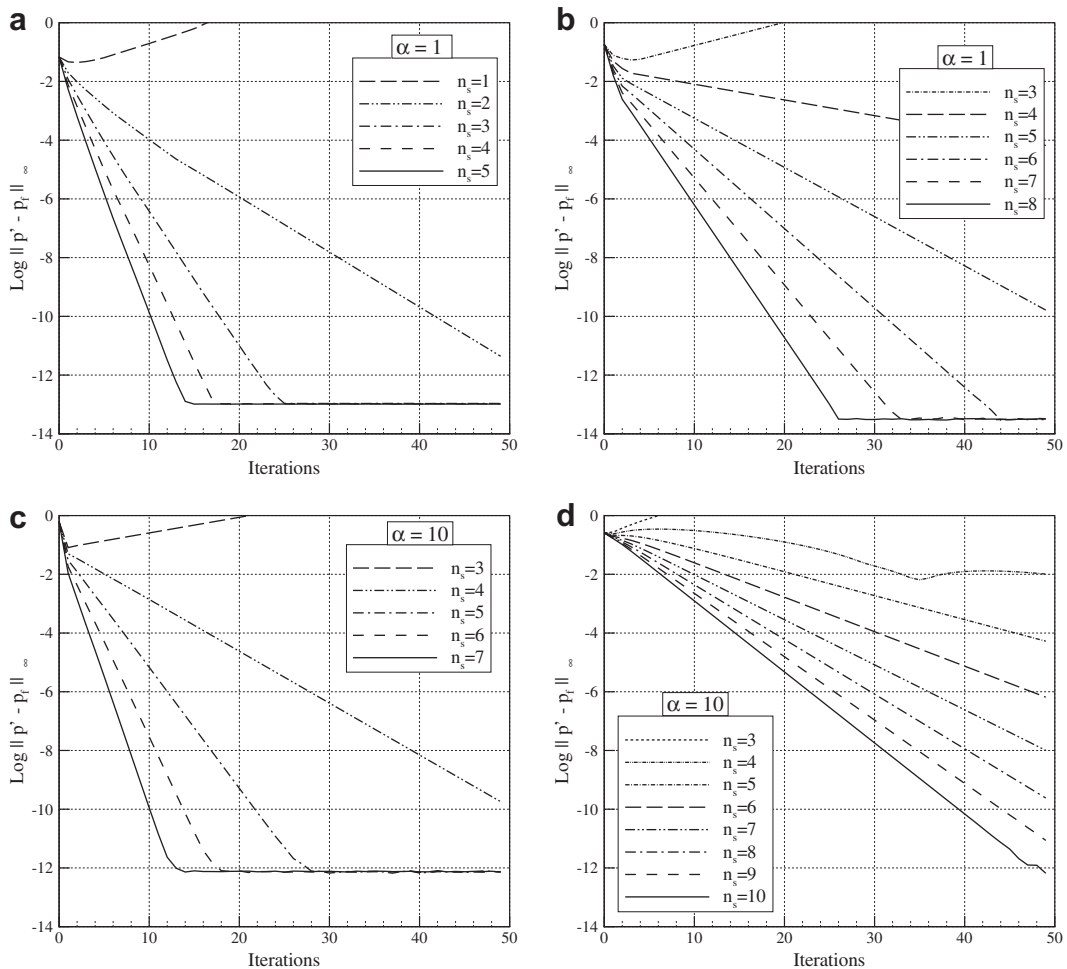 a
α = 1
n_s=1
n_s=2
n_s=3
n_s=4
n_s=5
Log || p' - p_f || ∞
0
-2
-4
-6
-8
-10
-12
-14
0 10 20 30 40 50
Iterations
b
α = 1
n_s=3
n_s=4
n_s=5
n_s=6
n_s=7
n_s=8
Log || p' - p_f || ∞
0
-2
-4
-6
-8
-10
-12
-14
0 10 20 30 40 50
Iterations
c
α = 10
n_s=3
n_s=4
n_s=5
n_s=6
n_s=7
Log || p' - p_f || ∞
0
-2
-4
-6
-8
-10
-12
-14
0 10 20 30 40 50
Iterations
d
α = 10
n_s=3
n_s=4
n_s=5
n_s=6
n_s=7
n_s=8
n_s=9
n_s=10
Log || p' - p_f || ∞
0
-2
-4
-6
-8
-10
-12
-14
0 10 20 30 40 50
Iterations